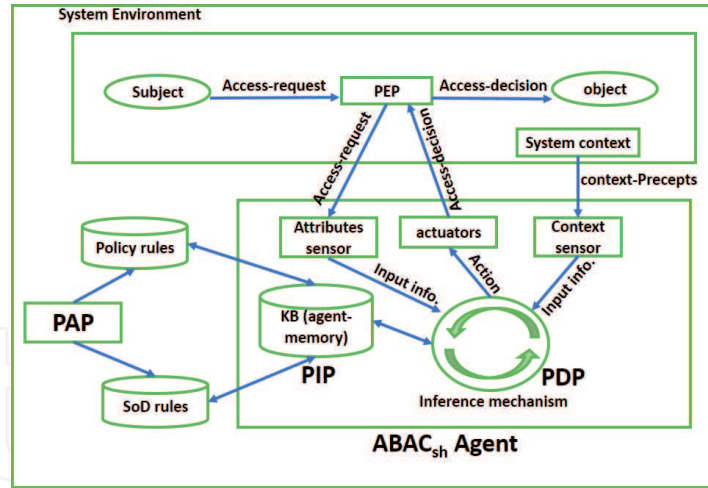 System Environment
Subject
Access-request
PEP
Access-decision
object
System context
Access-request
Access-decision
context-Precepts
Policy rules
Attributes
sensor
actuators
Context
sensor
Input info.
Action
Input info.
PAP
KB (agent-
memory)
PIP
PDP
SoD rules
Inference mechanism
ABACsh Agent